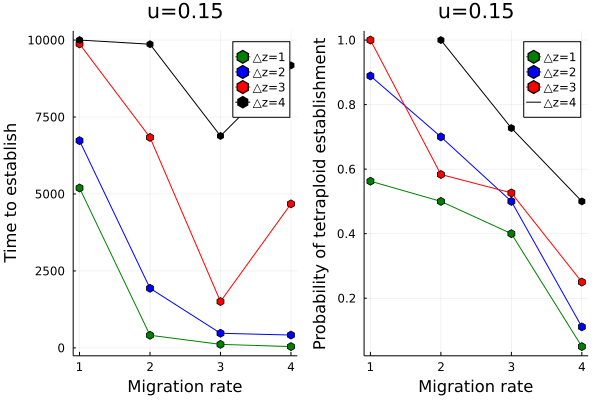 u=0.15
Time to establish
10000
7500
5000
2500
0
1
2
3
4
Migration rate
△z=1
△z=2
△z=3
△z=4
u=0.15
Probability of tetraploid establishment
1.0
0.8
0.6
0.4
0.2
1
2
3
4
Migration rate
△z=1
△z=2
△z=3
△z=4